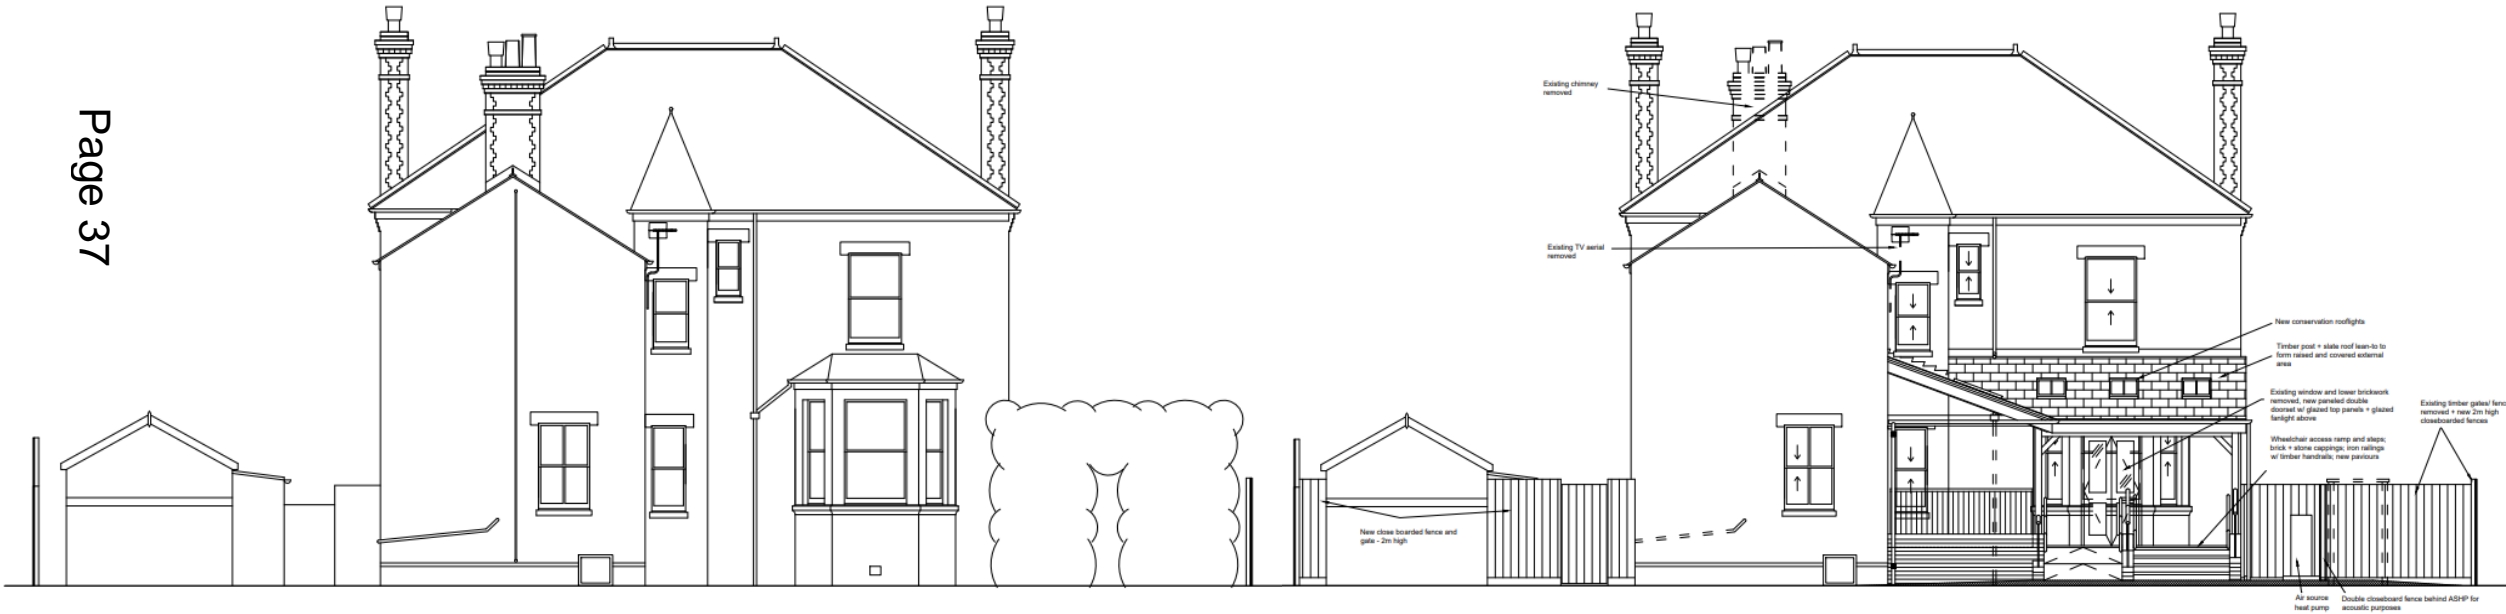 Page 37
Existing chimney
removed
Existing TV aerial
removed
New close boarded fence and
gate - 2m high
New conservation rooflights
Timber post + slate roof lean-to to
form raised and covered external
area
Existing window and lower brickwork
removed, new paneled double
doorset w/ glazed top panels + glazed
fanlight above
Wheelchair access ramp and steps;
brick + stone cappings; iron railings
w/ timber handrails; new paviours
Existing timber gates/ fenc
removed + new 2m high
closeboarded fences
Air source
heat pump
Double closeboard fence behind ASHP for
acoustic purposes